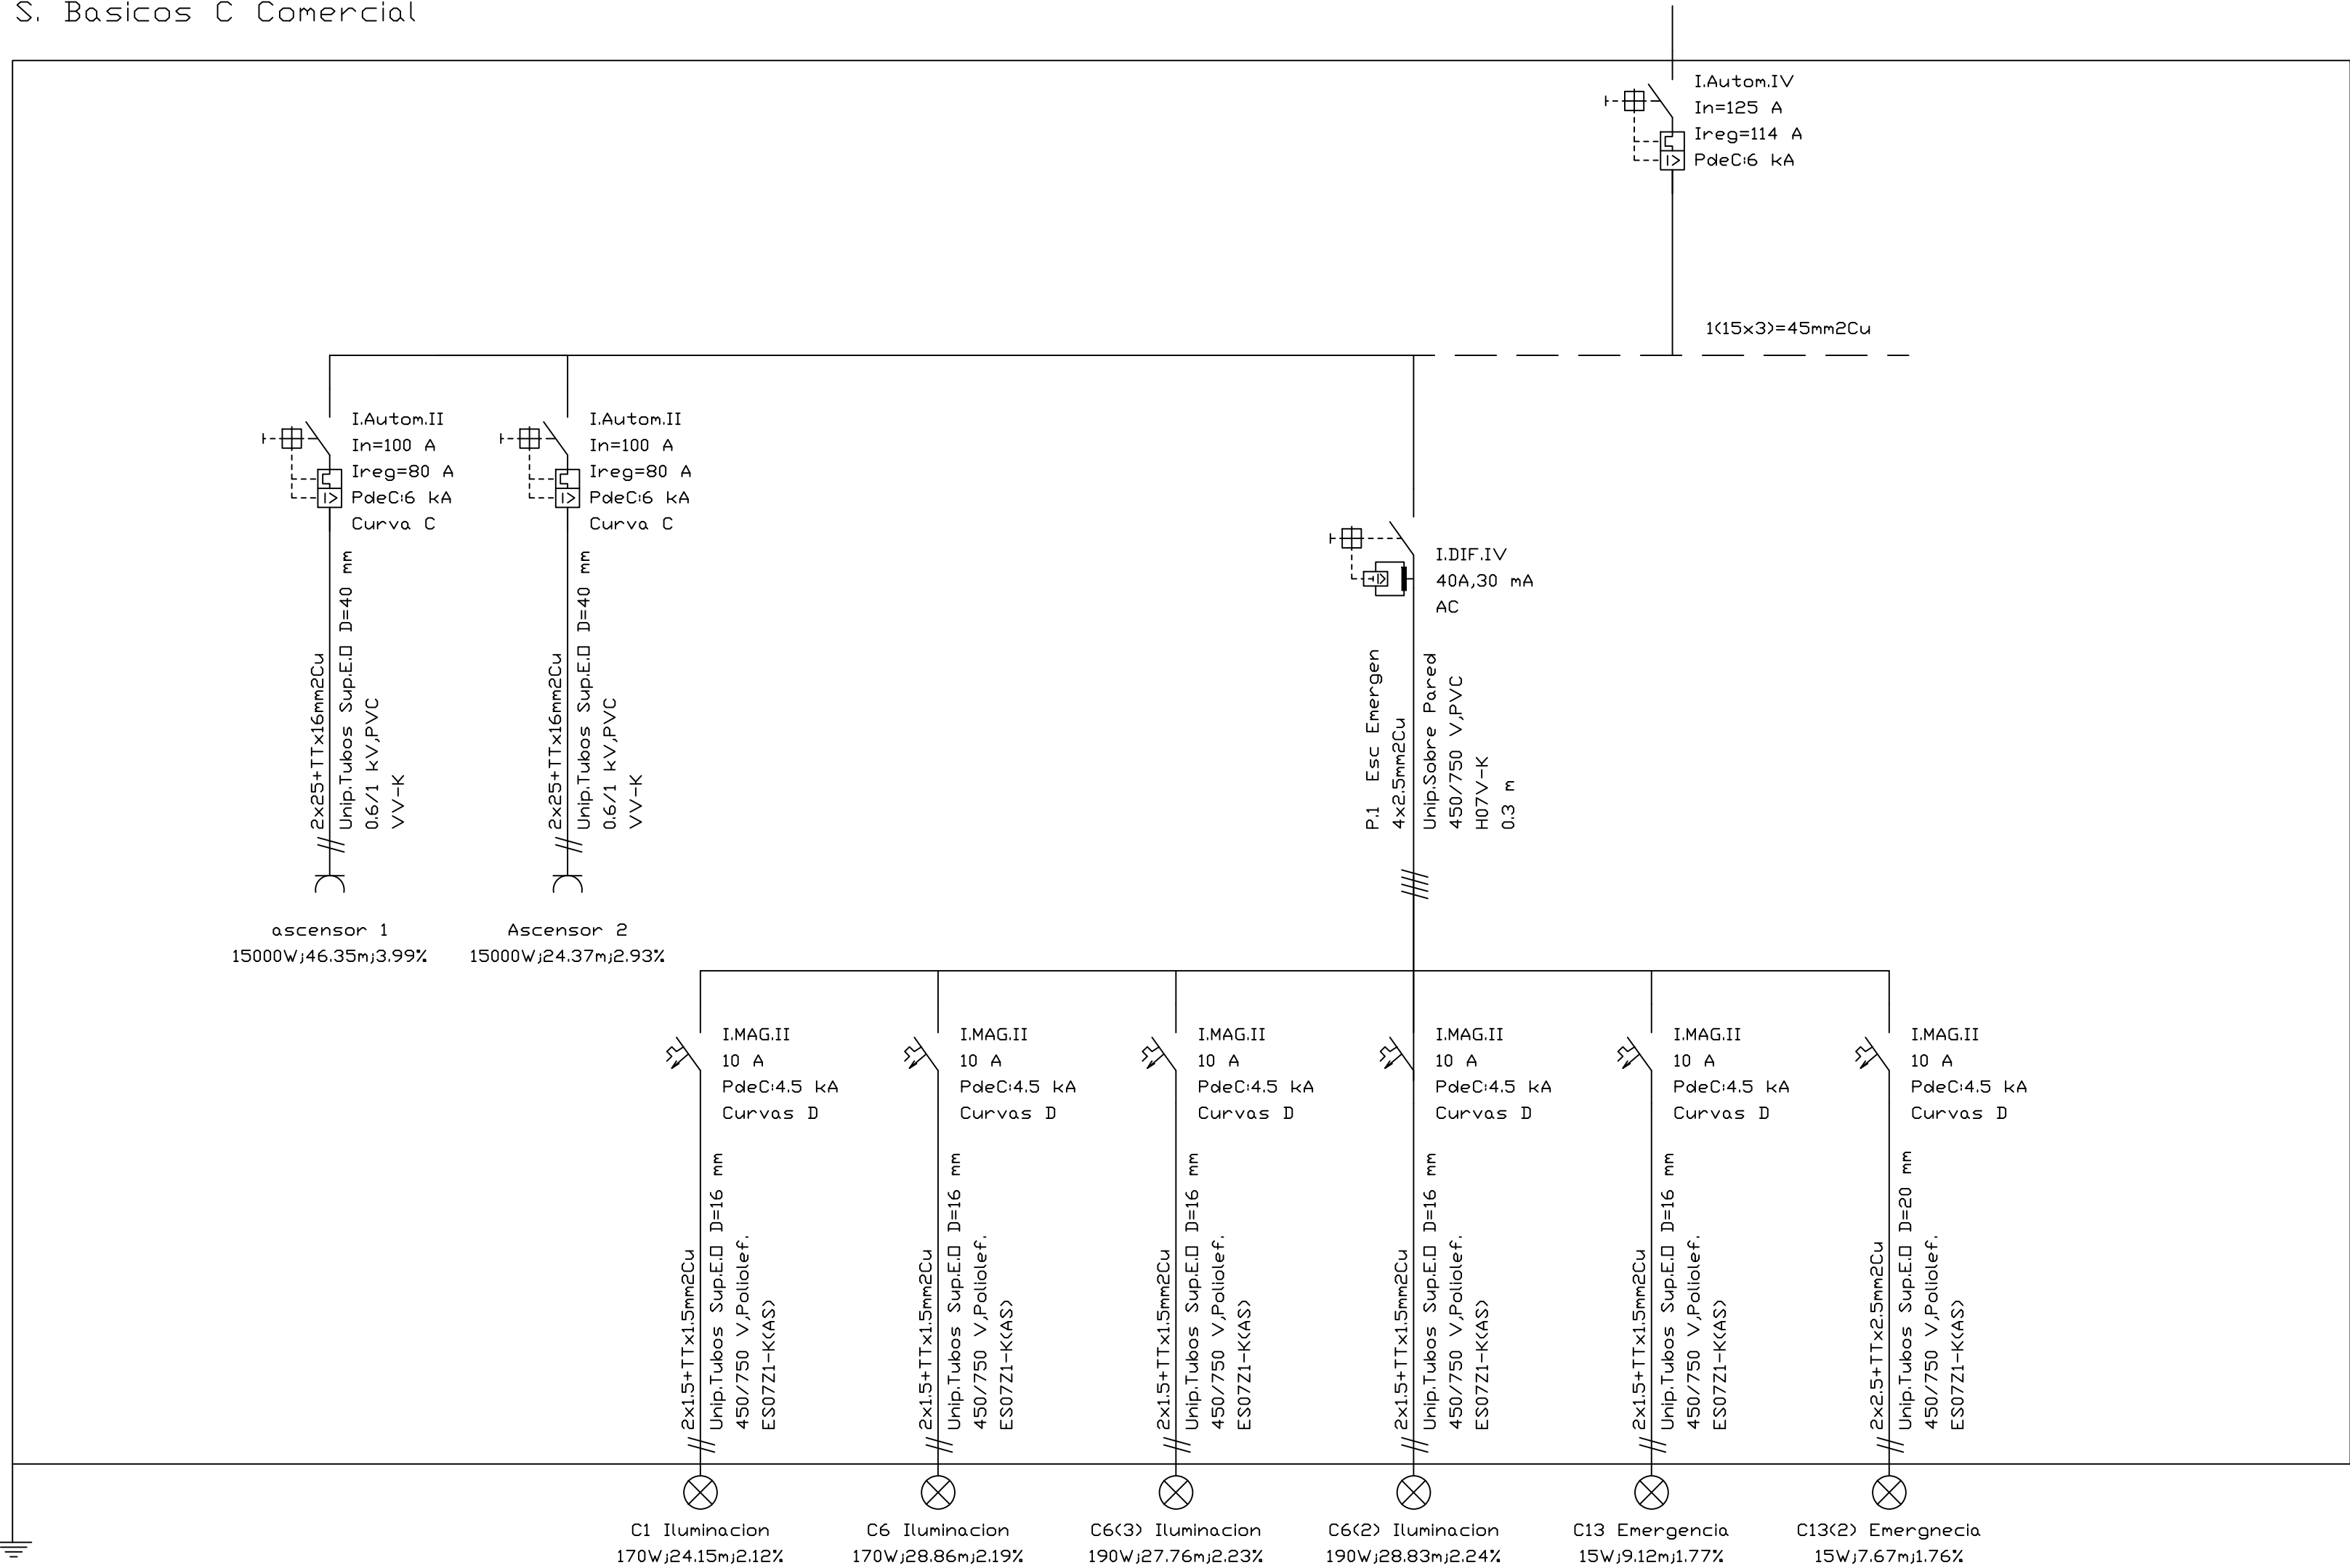 S. Basicos C Comercial
I.Autom.IV
In=125 A
Ireg=114 A
PdeC:6 kA
1(15x3)=45mm2Cu
I.Autom.II
In=100 A
Ireg=80 A
PdeC:6 kA
Curva C
2x25+TTx16mm2Cu
Unip.Tubos Sup.E.□ D=40 mm
0.6/1 kV,PVC
VV-K
ascensor 1
15000W;46.35m;3.99%
I.Autom.II
In=100 A
Ireg=80 A
PdeC:6 kA
Curva C
2x25+TTx16mm2Cu
Unip.Tubos Sup.E.□ D=40 mm
0.6/1 kV,PVC
VV-K
Ascensor 2
15000W;24.37m;2.93%
I.DIF.IV
40A,30 mA
AC
P.1 Esc Emergen
4x2.5mm2Cu
Unip.Sobre Pared
450/750 V,PVC
H07V-K
0.3 m
I.MAG.II
10 A
PdeC:4.5 kA
Curvas D
2x1.5+TTx1.5mm2Cu
Unip.Tubos Sup.E.□ D=16 mm
450/750 V,Poliolef.
ES07Z1-K(AS)
C1 Iluminacion
170W;24.15m;2.12%
I.MAG.II
10 A
PdeC:4.5 kA
Curvas D
2x1.5+TTx1.5mm2Cu
Unip.Tubos Sup.E.□ D=16 mm
450/750 V,Poliolef.
ES07Z1-K(AS)
C6 Iluminacion
170W;28.86m;2.19%
I.MAG.II
10 A
PdeC:4.5 kA
Curvas D
2x1.5+TTx1.5mm2Cu
Unip.Tubos Sup.E.□ D=16 mm
450/750 V,Poliolef.
ES07Z1-K(AS)
C6(3) Iluminacion
190W;27.76m;2.23%
I.MAG.II
10 A
PdeC:4.5 kA
Curvas D
2x1.5+TTx1.5mm2Cu
Unip.Tubos Sup.E.□ D=16 mm
450/750 V,Poliolef.
ES07Z1-K(AS)
C6(2) Iluminacion
190W;28.83m;2.24%
I.MAG.II
10 A
PdeC:4.5 kA
Curvas D
2x1.5+TTx1.5mm2Cu
Unip.Tubos Sup.E.□ D=16 mm
450/750 V,Poliolef.
ES07Z1-K(AS)
C13 Emergencia
15W;9.12m;1.77%
I.MAG.II
10 A
PdeC:4.5 kA
Curvas D
2x2.5+TTx2.5mm2Cu
Unip.Tubos Sup.E.□ D=20 mm
450/750 V,Poliolef.
ES07Z1-K(AS)
C13(2) Emergnecia
15W;7.67m;1.76%